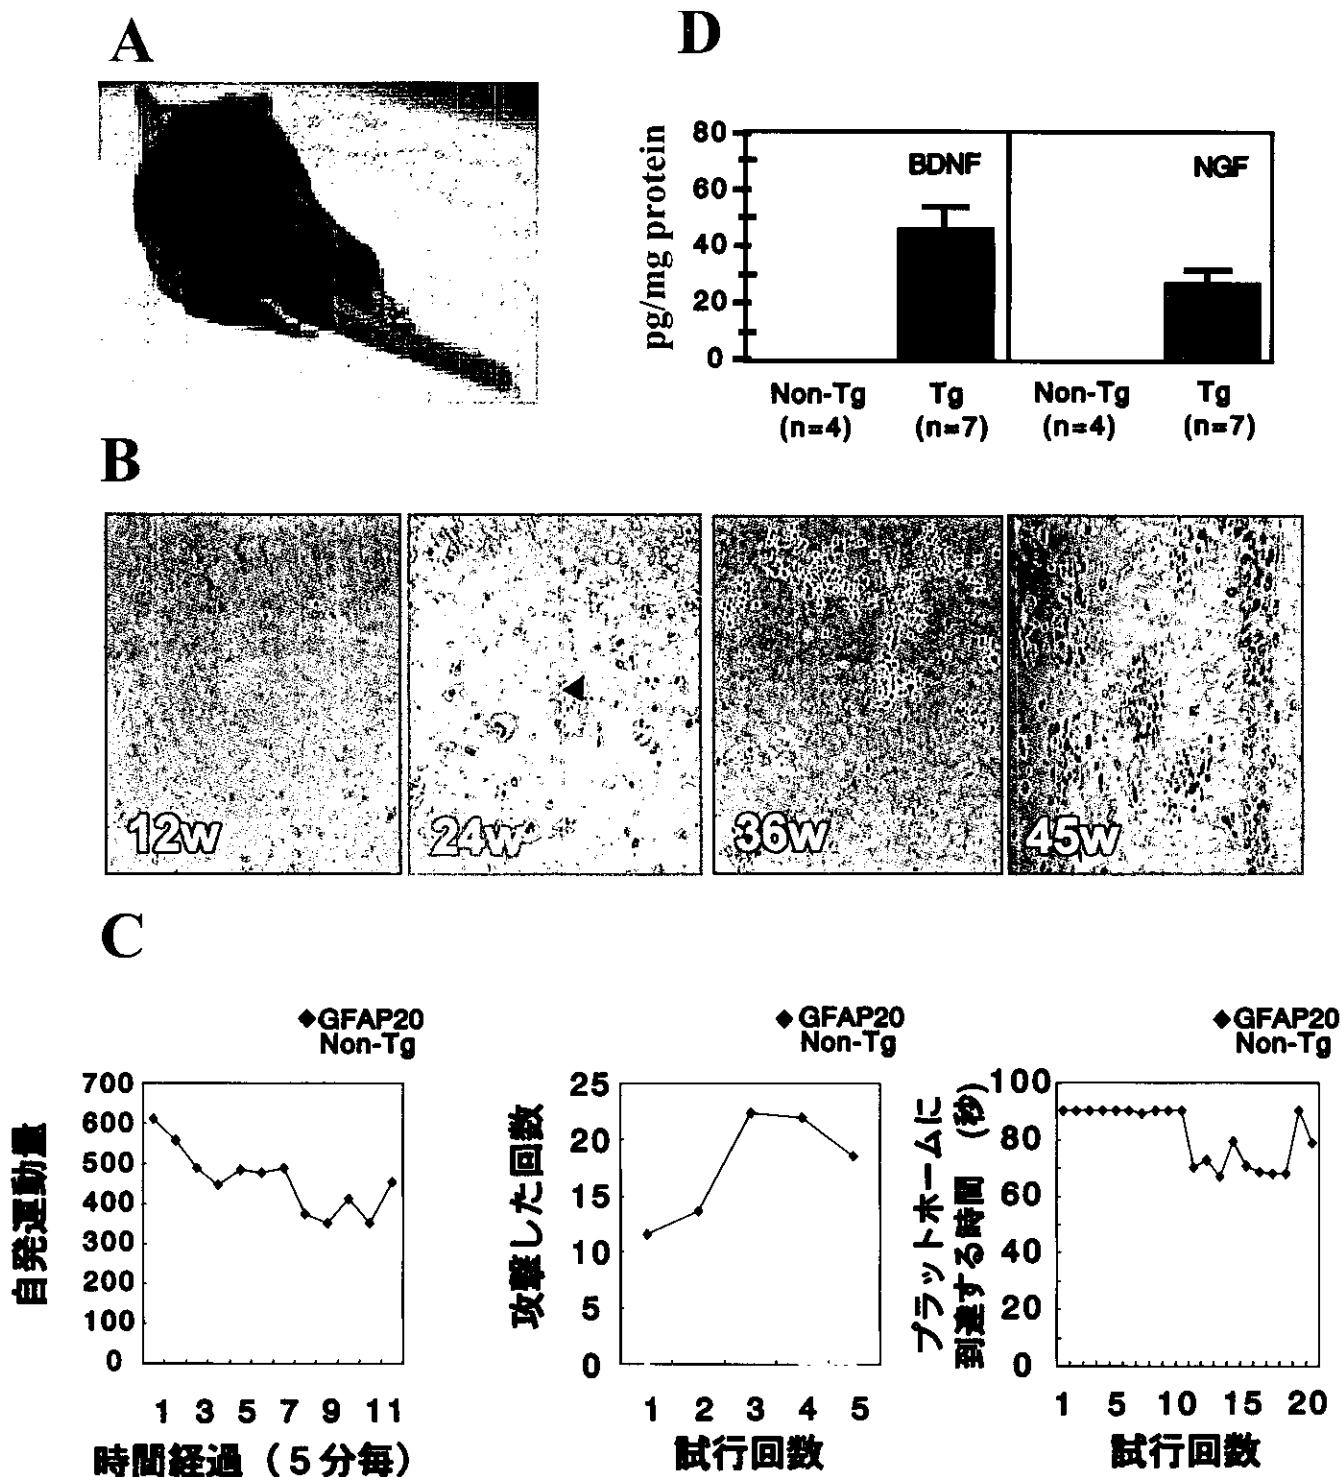 A
D
pg/mg protein
80
60
40
20
0
BDNF
NGF
Non-Tg
(n=4)
Tg
(n=7)
Non-Tg
(n=4)
Tg
(n=7)
B
12w
24w
36w
45w
C
GFAP20
Non-Tg
自発運動量
700
600
500
400
300
200
100
0
1 3 5 7 9 11
時間経過（５分毎）
GFAP20
Non-Tg
攻撃した回数
25
20
15
10
5
0
1 2 3 4 5
試行回数
GFAP20
Non-Tg
プラットホームに
到達する時間（秒）
100
80
60
40
20
0
1 5 10 15 20
試行回数